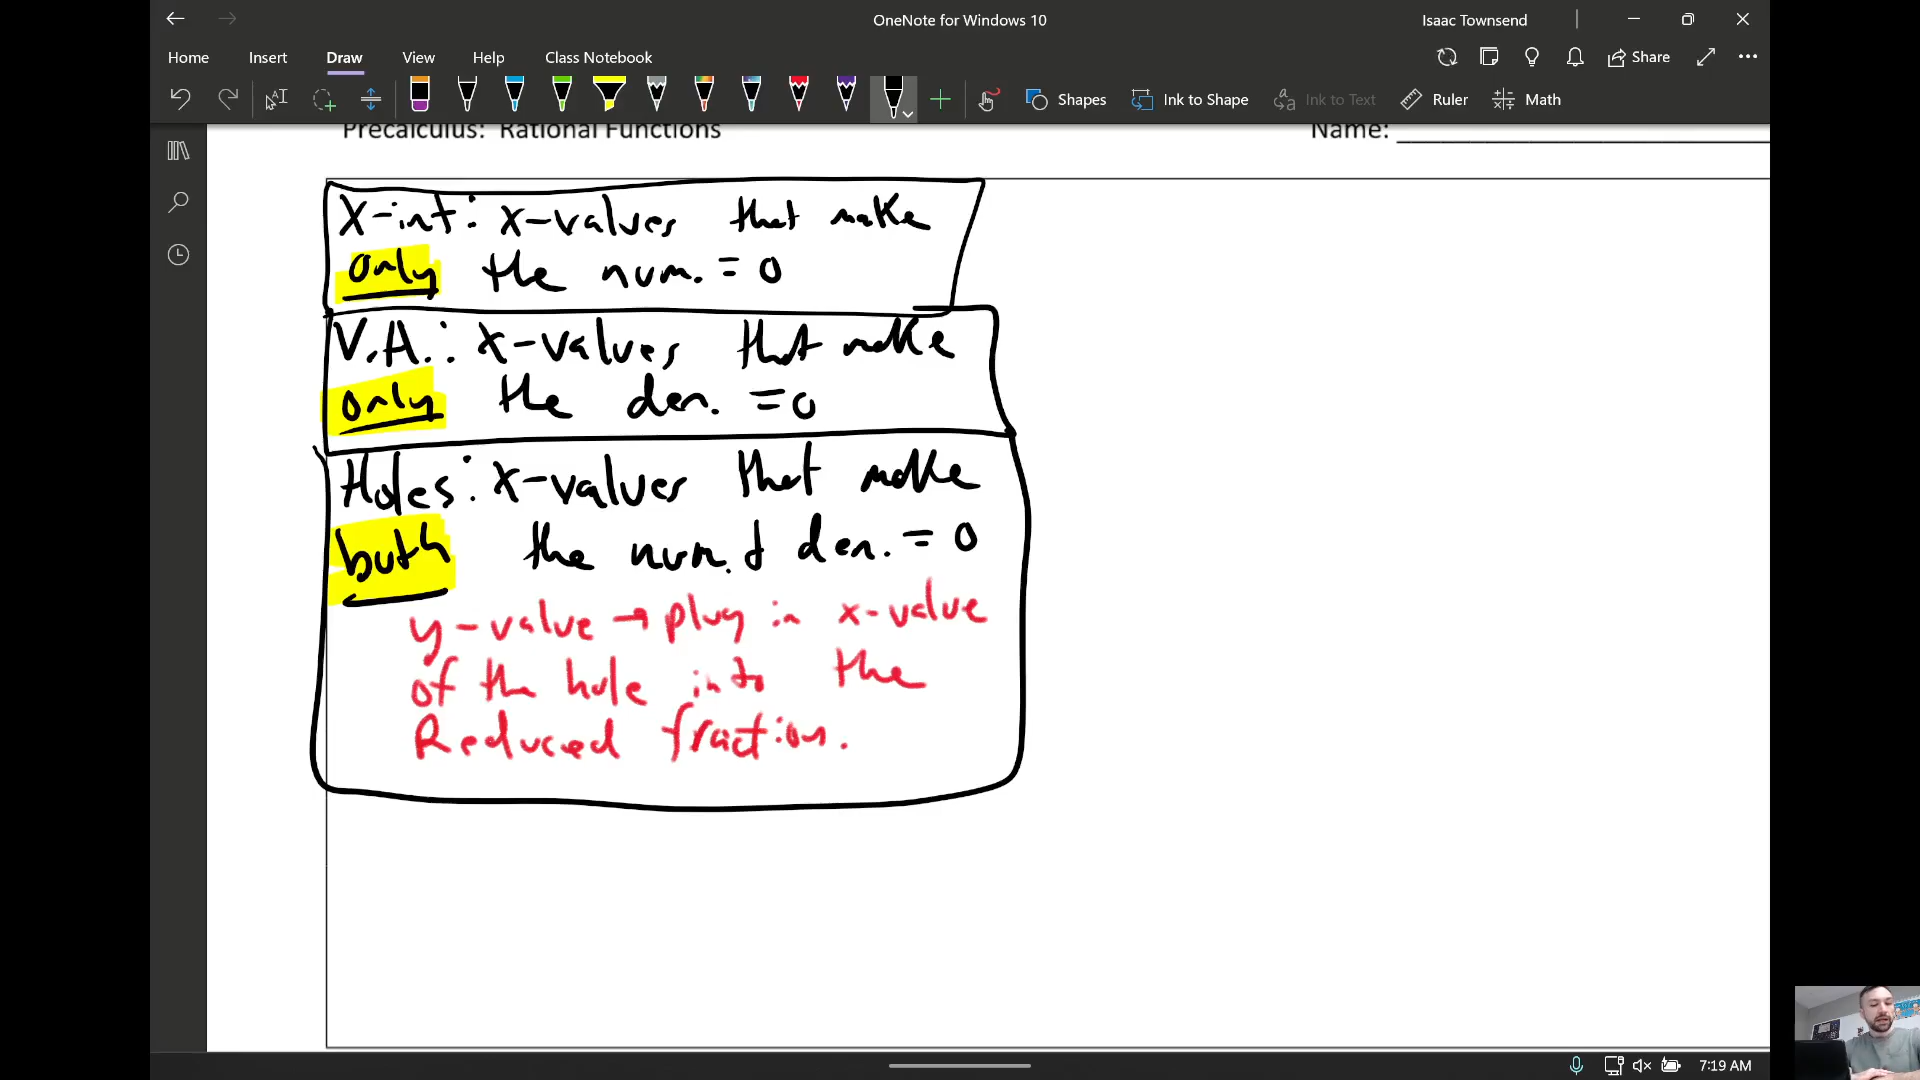 OneNote for Windows 10
Isaac Townsend
Home Insert Draw View Help Class Notebook
Share
Shapes Ink to Shape Ink to Text Ruler Math
Precalculus: Rational Functions
Name:
X-int: x-values that make
only the num. = 0
V.A.: x-values that make
only the den. = 0
Holes: x-values that make
both the num. & den. = 0
y-value → plug in x-value
of the hole into the
Reduced fraction.
7:19 AM